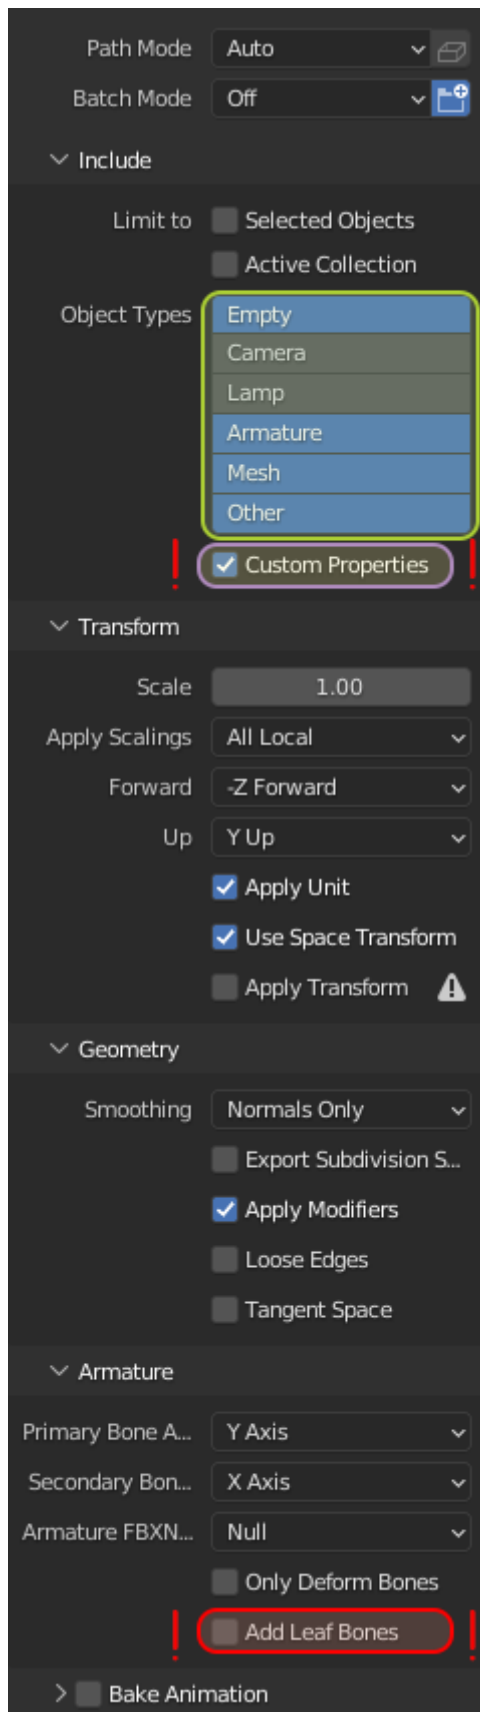 Path Mode Auto
Batch Mode Off
Include
Limit to Selected Objects
Active Collection
Object Types Empty
Camera
Lamp
Armature
Mesh
Other
! Custom Properties !
Transform
Scale 1.00
Apply Scalings All Local
Forward -Z Forward
Up Y Up
Apply Unit
Use Space Transform
Apply Transform
Geometry
Smoothing Normals Only
Export Subdivision S...
Apply Modifiers
Loose Edges
Tangent Space
Armature
Primary Bone A... Y Axis
Secondary Bon... X Axis
Armature FBXN... Null
Only Deform Bones
! Add Leaf Bones !
Bake Animation